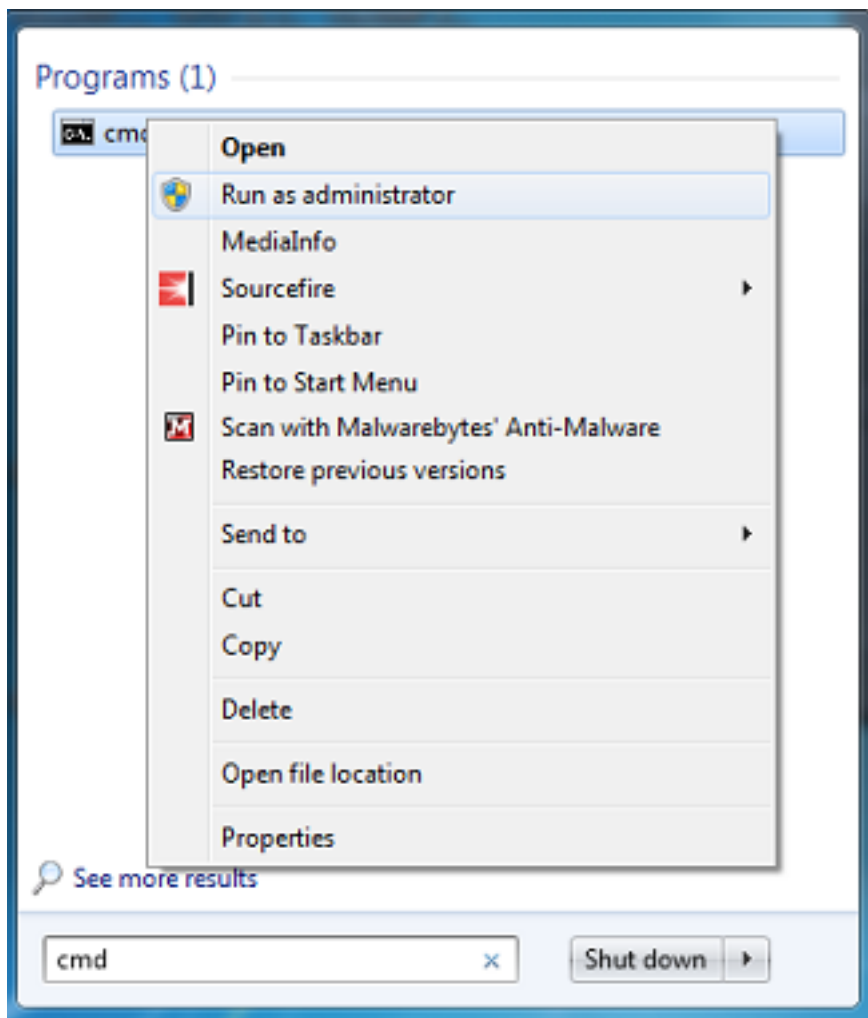 Programs (1)
cmd
Open
Run as administrator
MediaInfo
Sourcefire
Pin to Taskbar
Pin to Start Menu
Scan with Malwarebytes' Anti-Malware
Restore previous versions
Send to
Cut
Copy
Delete
Open file location
Properties
See more results
cmd
Shut down